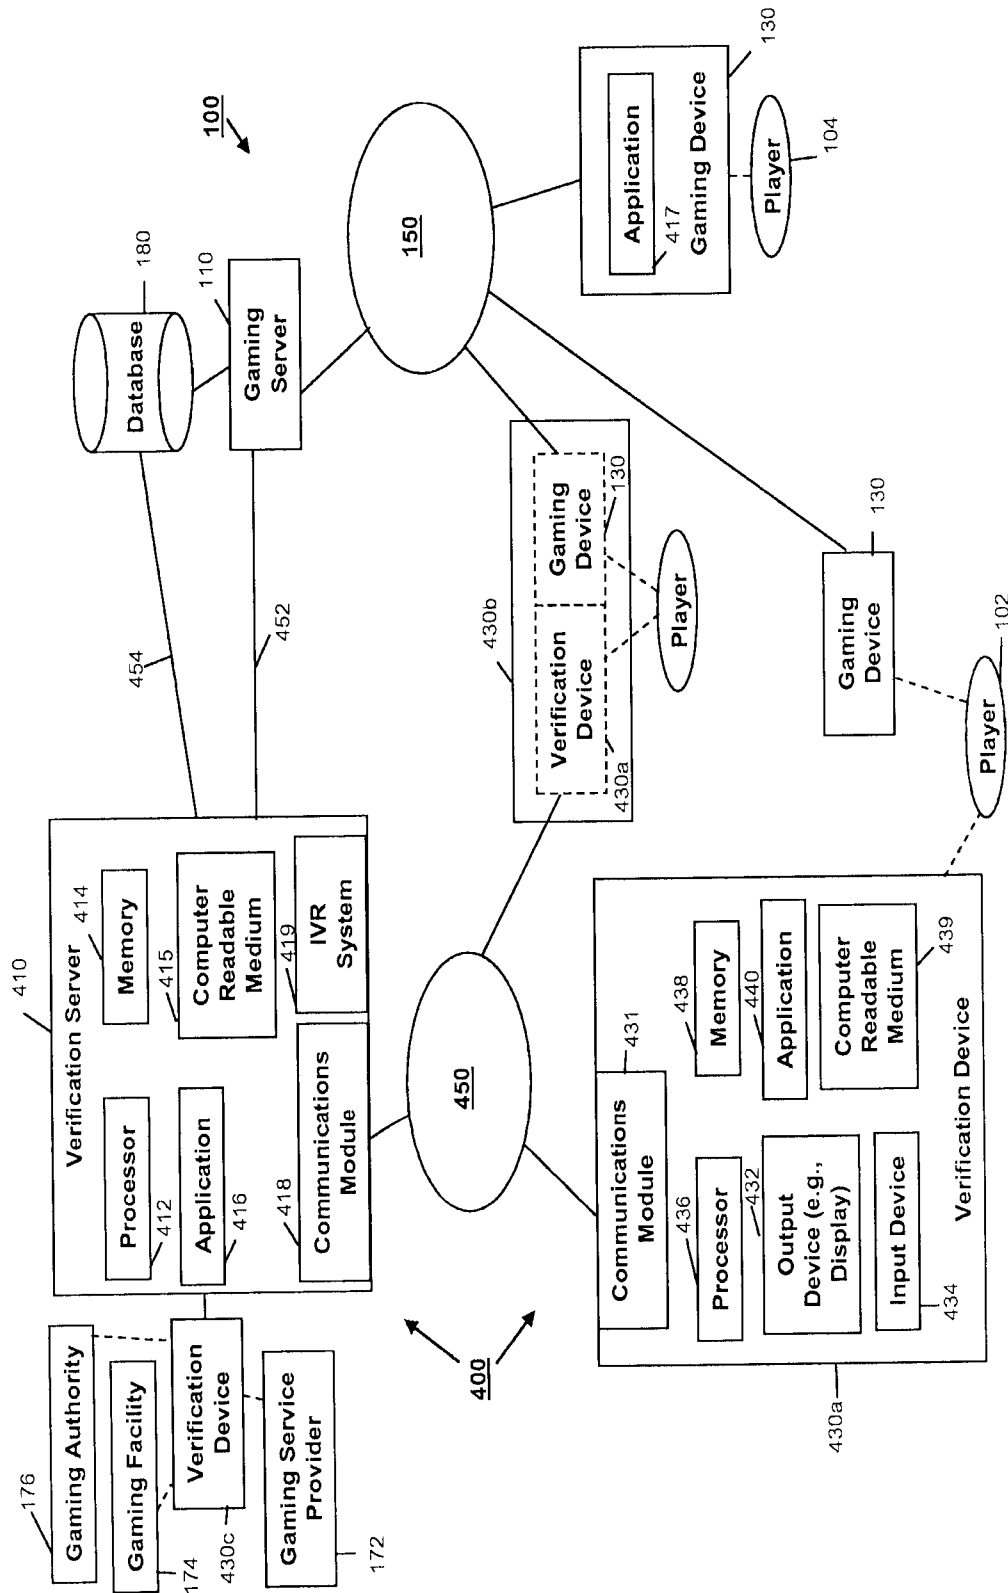 176
Gaming Authority
Gaming Facility
174
Verification
Device
430c
Gaming Service
Provider
172
410
Verification Server
Processor
412
Memory
414
Application
416
415
Computer
Readable
Medium
418
Communications
Module
419
IVR
System
454
452
Database
180
Gaming
Server
110
100
400
450
150
430b
Verification
Device
430a
Gaming
Device
130
Player
Application
417
Gaming Device
130
Player
104
Communications
Module
431
436
Processor
438
Memory
432
Output
Device (e.g.,
Display)
440
Application
Input Device
434
Computer
Readable
Medium
439
Verification Device
430a
Gaming
Device
130
Player
102